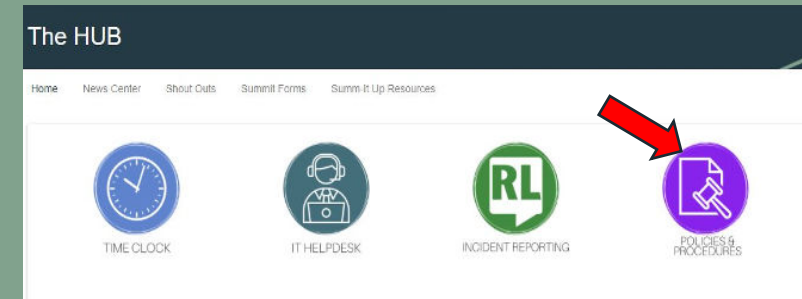 The HUB
Home News Center Shout Outs Summit Forms Summ-It Up Resources
RL
TIME CLOCK IT HELPDESK INCIDENT REPORTING POLICIES &
PROCEDURES